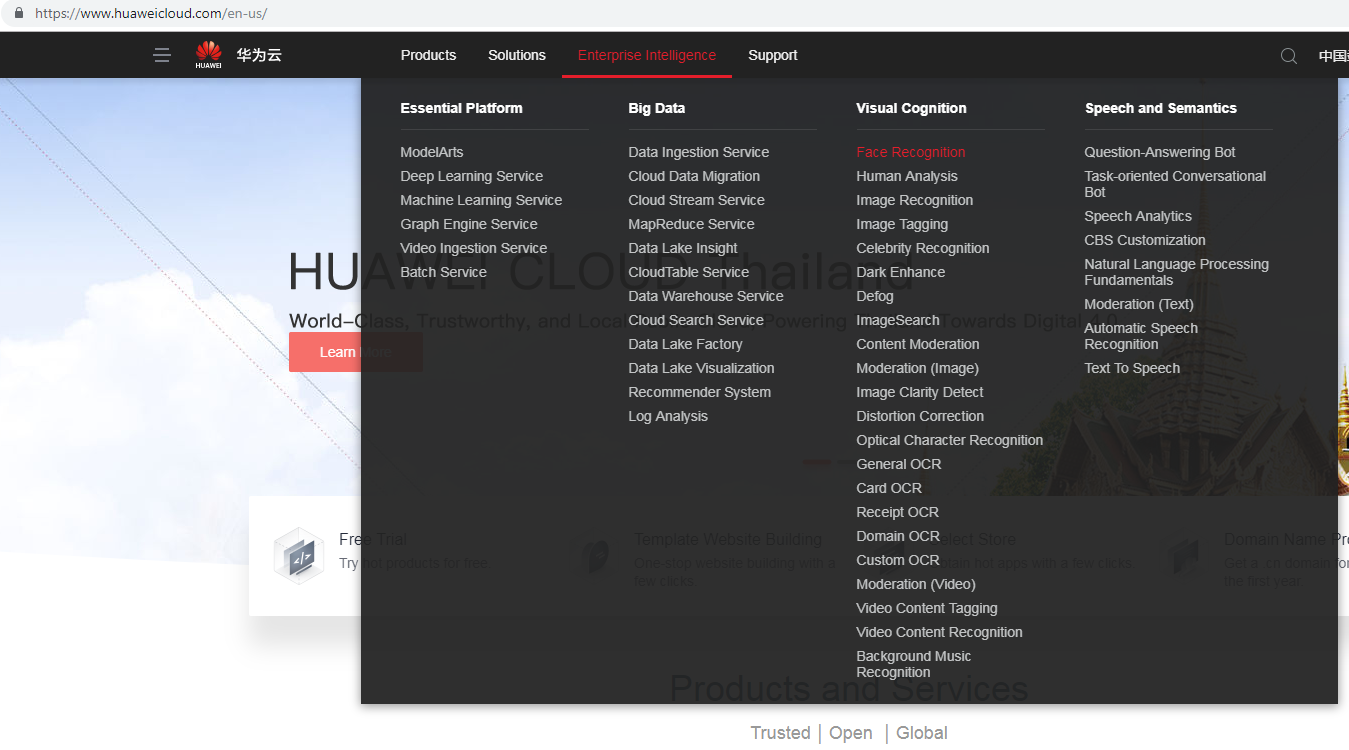 https://www.huaweicloud.com/en-us/
HUAWEI
华为云
Products
Solutions
Enterprise Intelligence
Support
中国
Essential Platform
ModelArts
Deep Learning Service
Machine Learning Service
Graph Engine Service
Video Ingestion Service
Batch Service
Big Data
Data Ingestion Service
Cloud Data Migration
Cloud Stream Service
MapReduce Service
Data Lake Insight
CloudTable Service
Data Warehouse Service
Cloud Search Service
Data Lake Factory
Data Lake Visualization
Recommender System
Log Analysis
Visual Cognition
Face Recognition
Human Analysis
Image Recognition
Image Tagging
Celebrity Recognition
Dark Enhance
Defog
ImageSearch
Content Moderation
Moderation (Image)
Image Clarity Detect
Distortion Correction
Optical Character Recognition
General OCR
Card OCR
Receipt OCR
Domain OCR
Custom OCR
Moderation (Video)
Video Content Tagging
Video Content Recognition
Background Music
Recognition
Speech and Semantics
Question-Answering Bot
Task-oriented Conversational
Bot
Speech Analytics
CBS Customization
Natural Language Processing
Fundamentals
Moderation (Text)
Automatic Speech
Recognition
Text To Speech
HUAWEI CLOUD Thailand
World-Class, Trustworthy, and Local Powering Towards Digital 4.0
Learn More
Free Trial
Try hot products for free
Template Website Building
One-stop website building with a
few clicks
Select Store
hot apps with a few clicks.
Domain Name
Get a .cn domain for
the first year.
Products and Services
Trusted | Open | Global